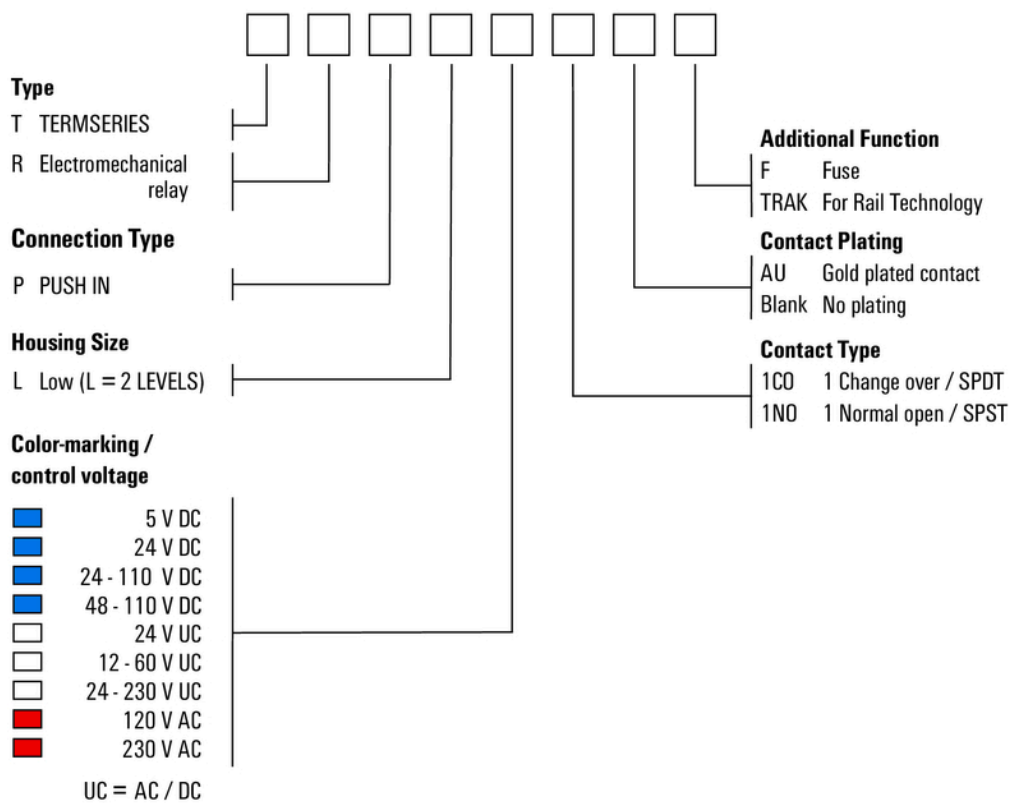 Type
T TERMSERIES
R Electromechanical
relay
Connection Type
P PUSH IN
Housing Size
L Low (L = 2 LEVELS)
Color-marking /
control voltage
5 V DC
24 V DC
24 - 110 V DC
48 - 110 V DC
24 V UC
12 - 60 V UC
24 - 230 V UC
120 V AC
230 V AC
UC = AC / DC
Additional Function
F Fuse
TRAK For Rail Technology
Contact Plating
AU Gold plated contact
Blank No plating
Contact Type
1CO 1 Change over / SPDT
1NO 1 Normal open / SPST